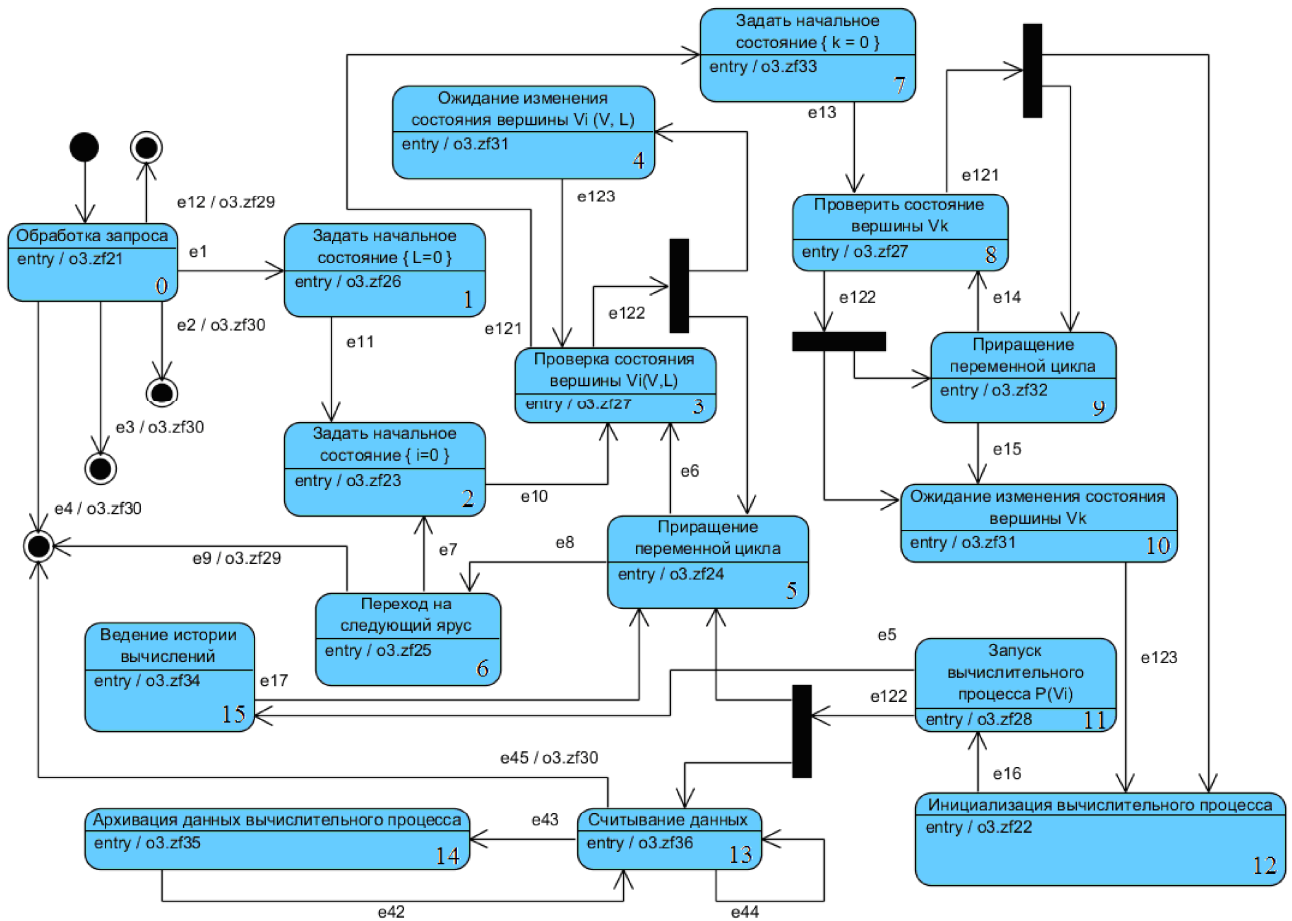 Задать начальное
состояние { k = 0 }
entry / o3.zf33
7
Ожидание изменения
состояния вершины Vi (V, L)
entry / o3.zf31
4
e13
e12 / o3.zf29
e123
e121
Обработка запроса
entry / o3.zf21
0
e1
Задать начальное
состояние { L=0 }
entry / o3.zf26
1
Проверить состояние
вершины Vk
entry / o3.zf27
8
e2 / o3.zf30
e11
e121
e122
e122
e14
Проверка состояния
вершины Vi(V,L)
entry / o3.zf27
3
Приращение
переменной цикла
entry / o3.zf32
9
e3 / o3.zf30
Задать начальное
состояние { i=0 }
entry / o3.zf23
2
e10
e6
e15
e4 / o3.zf30
Ожидание изменения состояния
вершины Vk
entry / o3.zf31
10
e9 / o3.zf29
e7
e8
Приращение
переменной цикла
entry / o3.zf24
5
Переход на
следующий ярус
entry / o3.zf25
6
Ведение истории
вычислений
entry / o3.zf34
15
e17
e5
e122
Запуск
вычислительного
процесса P(Vi)
entry / o3.zf28
11
e123
e45 / o3.zf30
e16
Архивация данных вычислительного процесса
entry / o3.zf35
14
e43
Считывание данных
entry / o3.zf36
13
Инициализация вычислительного процесса
entry / o3.zf22
12
e42
e44